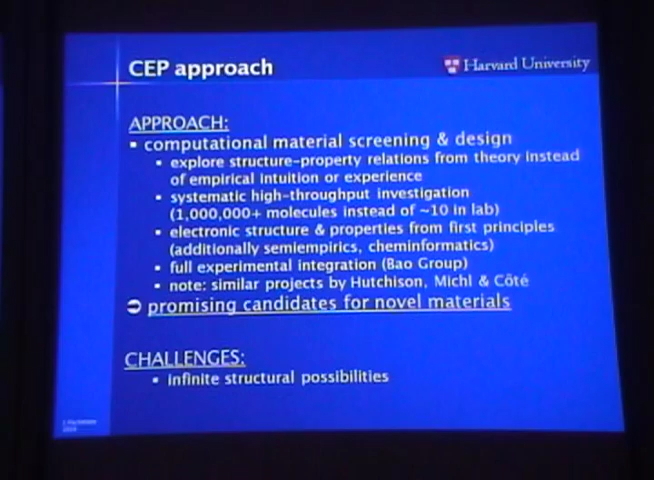 CEP approach
Harvard University
APPROACH:
▪ computational material screening & design
▪ explore structure-property relations from theory instead
of empirical intuition or experience
▪ systematic high-throughput investigation
(1,000,000+ molecules instead of ~10 in lab)
▪ electronic structure & properties from first principles
(additionally semiempirics, cheminformatics)
▪ full experimental integration (Bao Group)
▪ note: similar projects by Hutchison, Michl & Côté
➲ promising candidates for novel materials
CHALLENGES:
▪ infinite structural possibilities